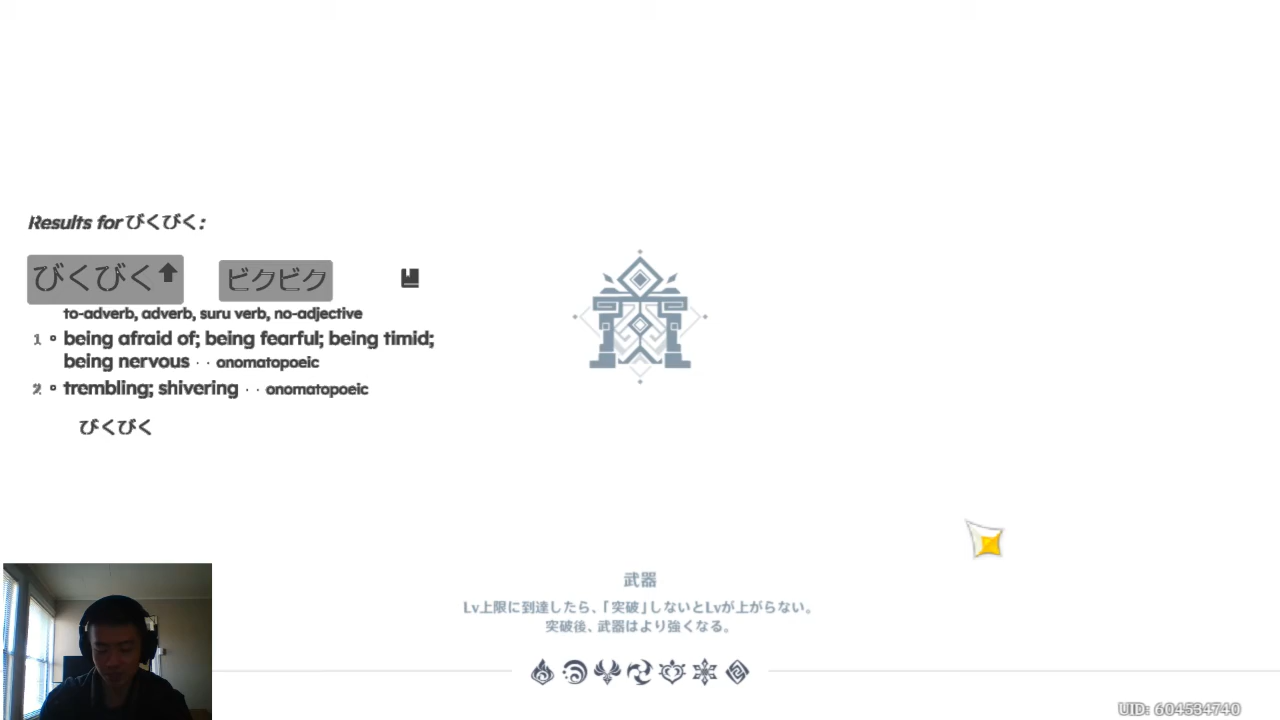 Results for びくびく:
びくびく ビクビク
to-adverb, adverb, suru verb, no-adjective
1 being afraid of; being fearful; being timid;
being nervous · · onomatopoeic
2 trembling; shivering · · onomatopoeic
びくびく
武器
Lv上限に到達したら、「突破」しないとLvが上がらない。
突破後、武器はより強くなる。
UID: 604534740